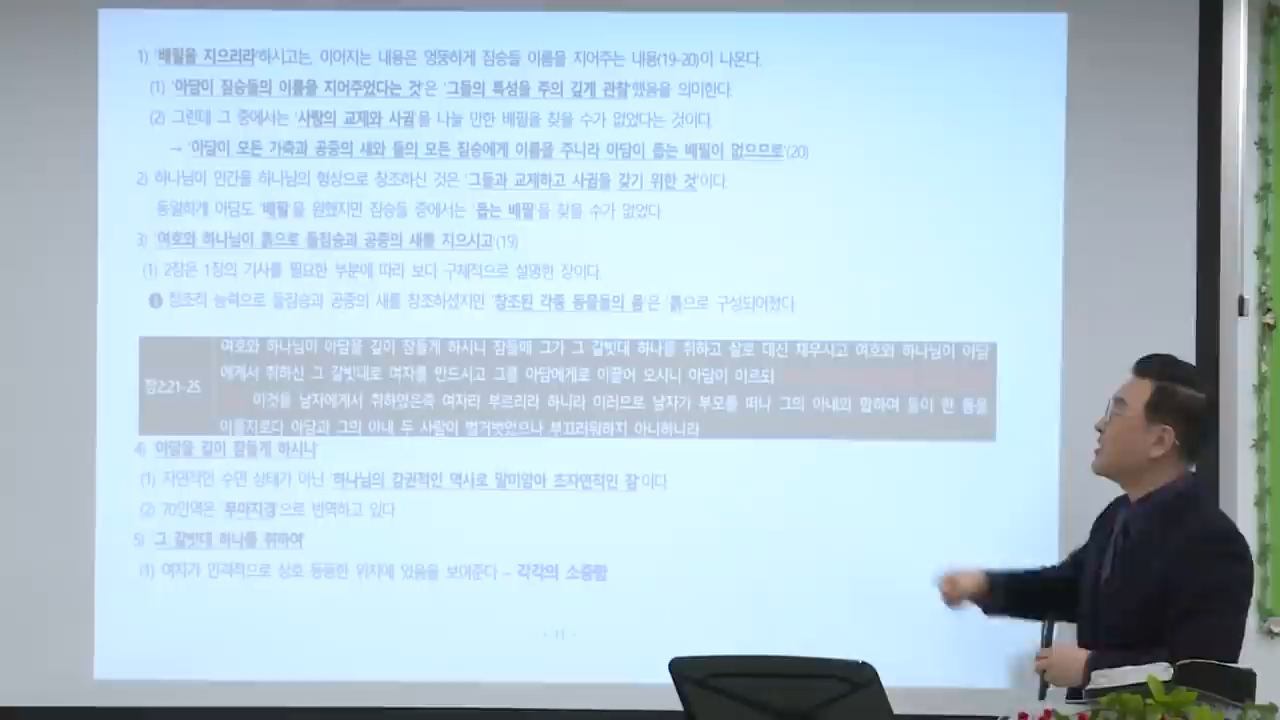 1) '배필을 지으리라'하시고는, 이어지는 내용은 엉뚱하게 짐승들 이름을 지어주는 내용(19-20)이 나온다.
(1) '아담이 짐승들의 이름을 지어주었다는 것'은 '그들의 특성을 주의 깊게 관찰'했음을 의미한다.
(2) 그런데 그 중에서는 '사랑의 교제와 사귐'을 나눌 만한 배필을 찾을 수가 없었다는 것이다.
→ '아담이 모든 가축과 공중의 새와 들의 모든 짐승에게 이름을 주니라 아담이 돕는 배필이 없으므로'(20)
2) 하나님이 인간을 하나님의 형상으로 창조하신 것은 '그들과 교제하고 사귐을 갖기 위한 것'이다.
동일하게 아담도 '배필'을 원했지만 짐승들 중에서는 '돕는 배필'을 찾을 수가 없었다.
3) 여호와 하나님이 흙으로 들짐승과 공중의 새를 지으시고(19)
(1) 2장은 1장의 기사를 필요한 부분에 따라 보다 구체적으로 설명한 장이다.
❶ 창조적 능력으로 들짐승과 공중의 새를 창조하셨지만 '창조된 각종 동물들의 몸'은 '흙'으로 구성되어졌다.
여호와 하나님이 아담을 깊이 잠들게 하시니 잠들매 그가 그 갈빗대 하나를 취하고 살로 대신 채우시고 여호와 하나님이 아담
창2:21-25 에게서 취하신 그 갈빗대로 여자를 만드시고 그를 아담에게로 이끌어 오시니 아담이 이르되
이것을 남자에게서 취하였은즉 여자라 부르리라 하니라 이러므로 남자가 부모를 떠나 그의 아내와 합하여 둘이 한 몸을
이룰지로다 아담과 그의 아내 두 사람이 벌거벗었으나 부끄러워하지 아니하니라
4) 아담을 깊이 잠들게 하시니
(1) 자연적인 수면 상태가 아닌 '하나님의 강권적인 역사로 말미암아 초자연적인 잠'이다.
(2) 70인역은 '무아지경'으로 번역하고 있다.
5) 그 갈빗대 하나를 취하여
(1) 여자가 인격적으로 상호 동등한 위치에 있음을 보여준다 - 각각의 소중함
- 11 -